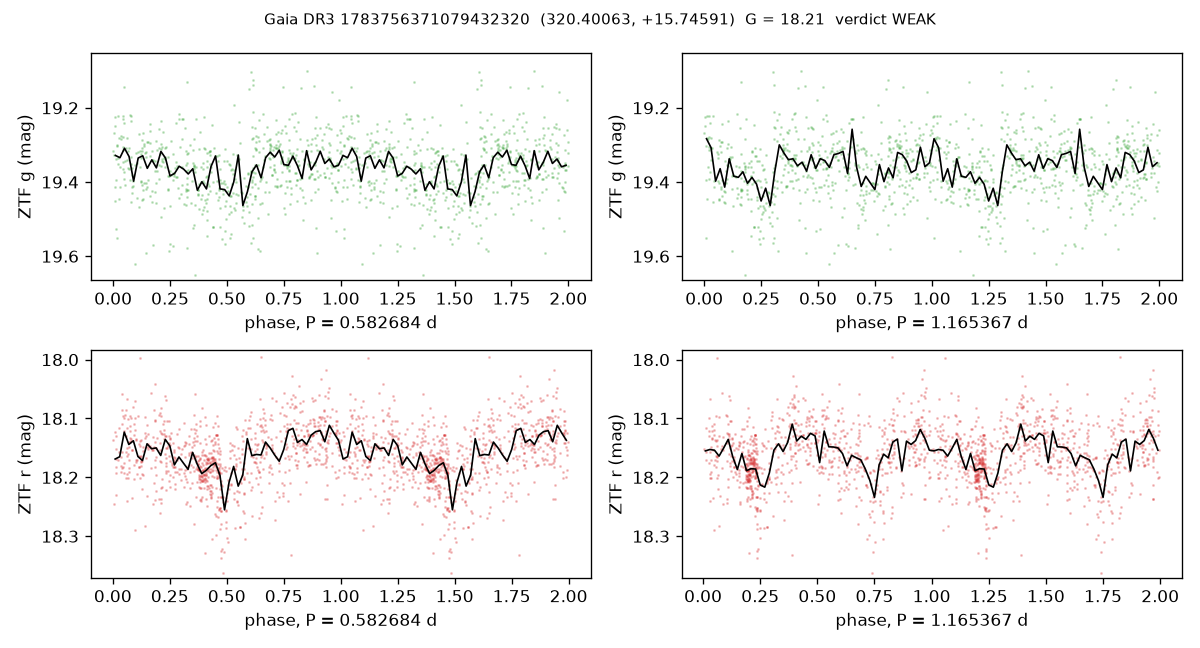 Gaia DR3 1783756371079432320  (320.40063, +15.74591)  G = 18.21  verdict WEAK
ZTF g (mag)
19.2
19.4
19.6
0.00 0.25 0.50 0.75 1.00 1.25 1.50 1.75 2.00
phase, P = 0.582684 d
ZTF g (mag)
19.2
19.4
19.6
0.00 0.25 0.50 0.75 1.00 1.25 1.50 1.75 2.00
phase, P = 1.165367 d
ZTF r (mag)
18.0
18.1
18.2
18.3
0.00 0.25 0.50 0.75 1.00 1.25 1.50 1.75 2.00
phase, P = 0.582684 d
ZTF r (mag)
18.0
18.1
18.2
18.3
0.00 0.25 0.50 0.75 1.00 1.25 1.50 1.75 2.00
phase, P = 1.165367 d